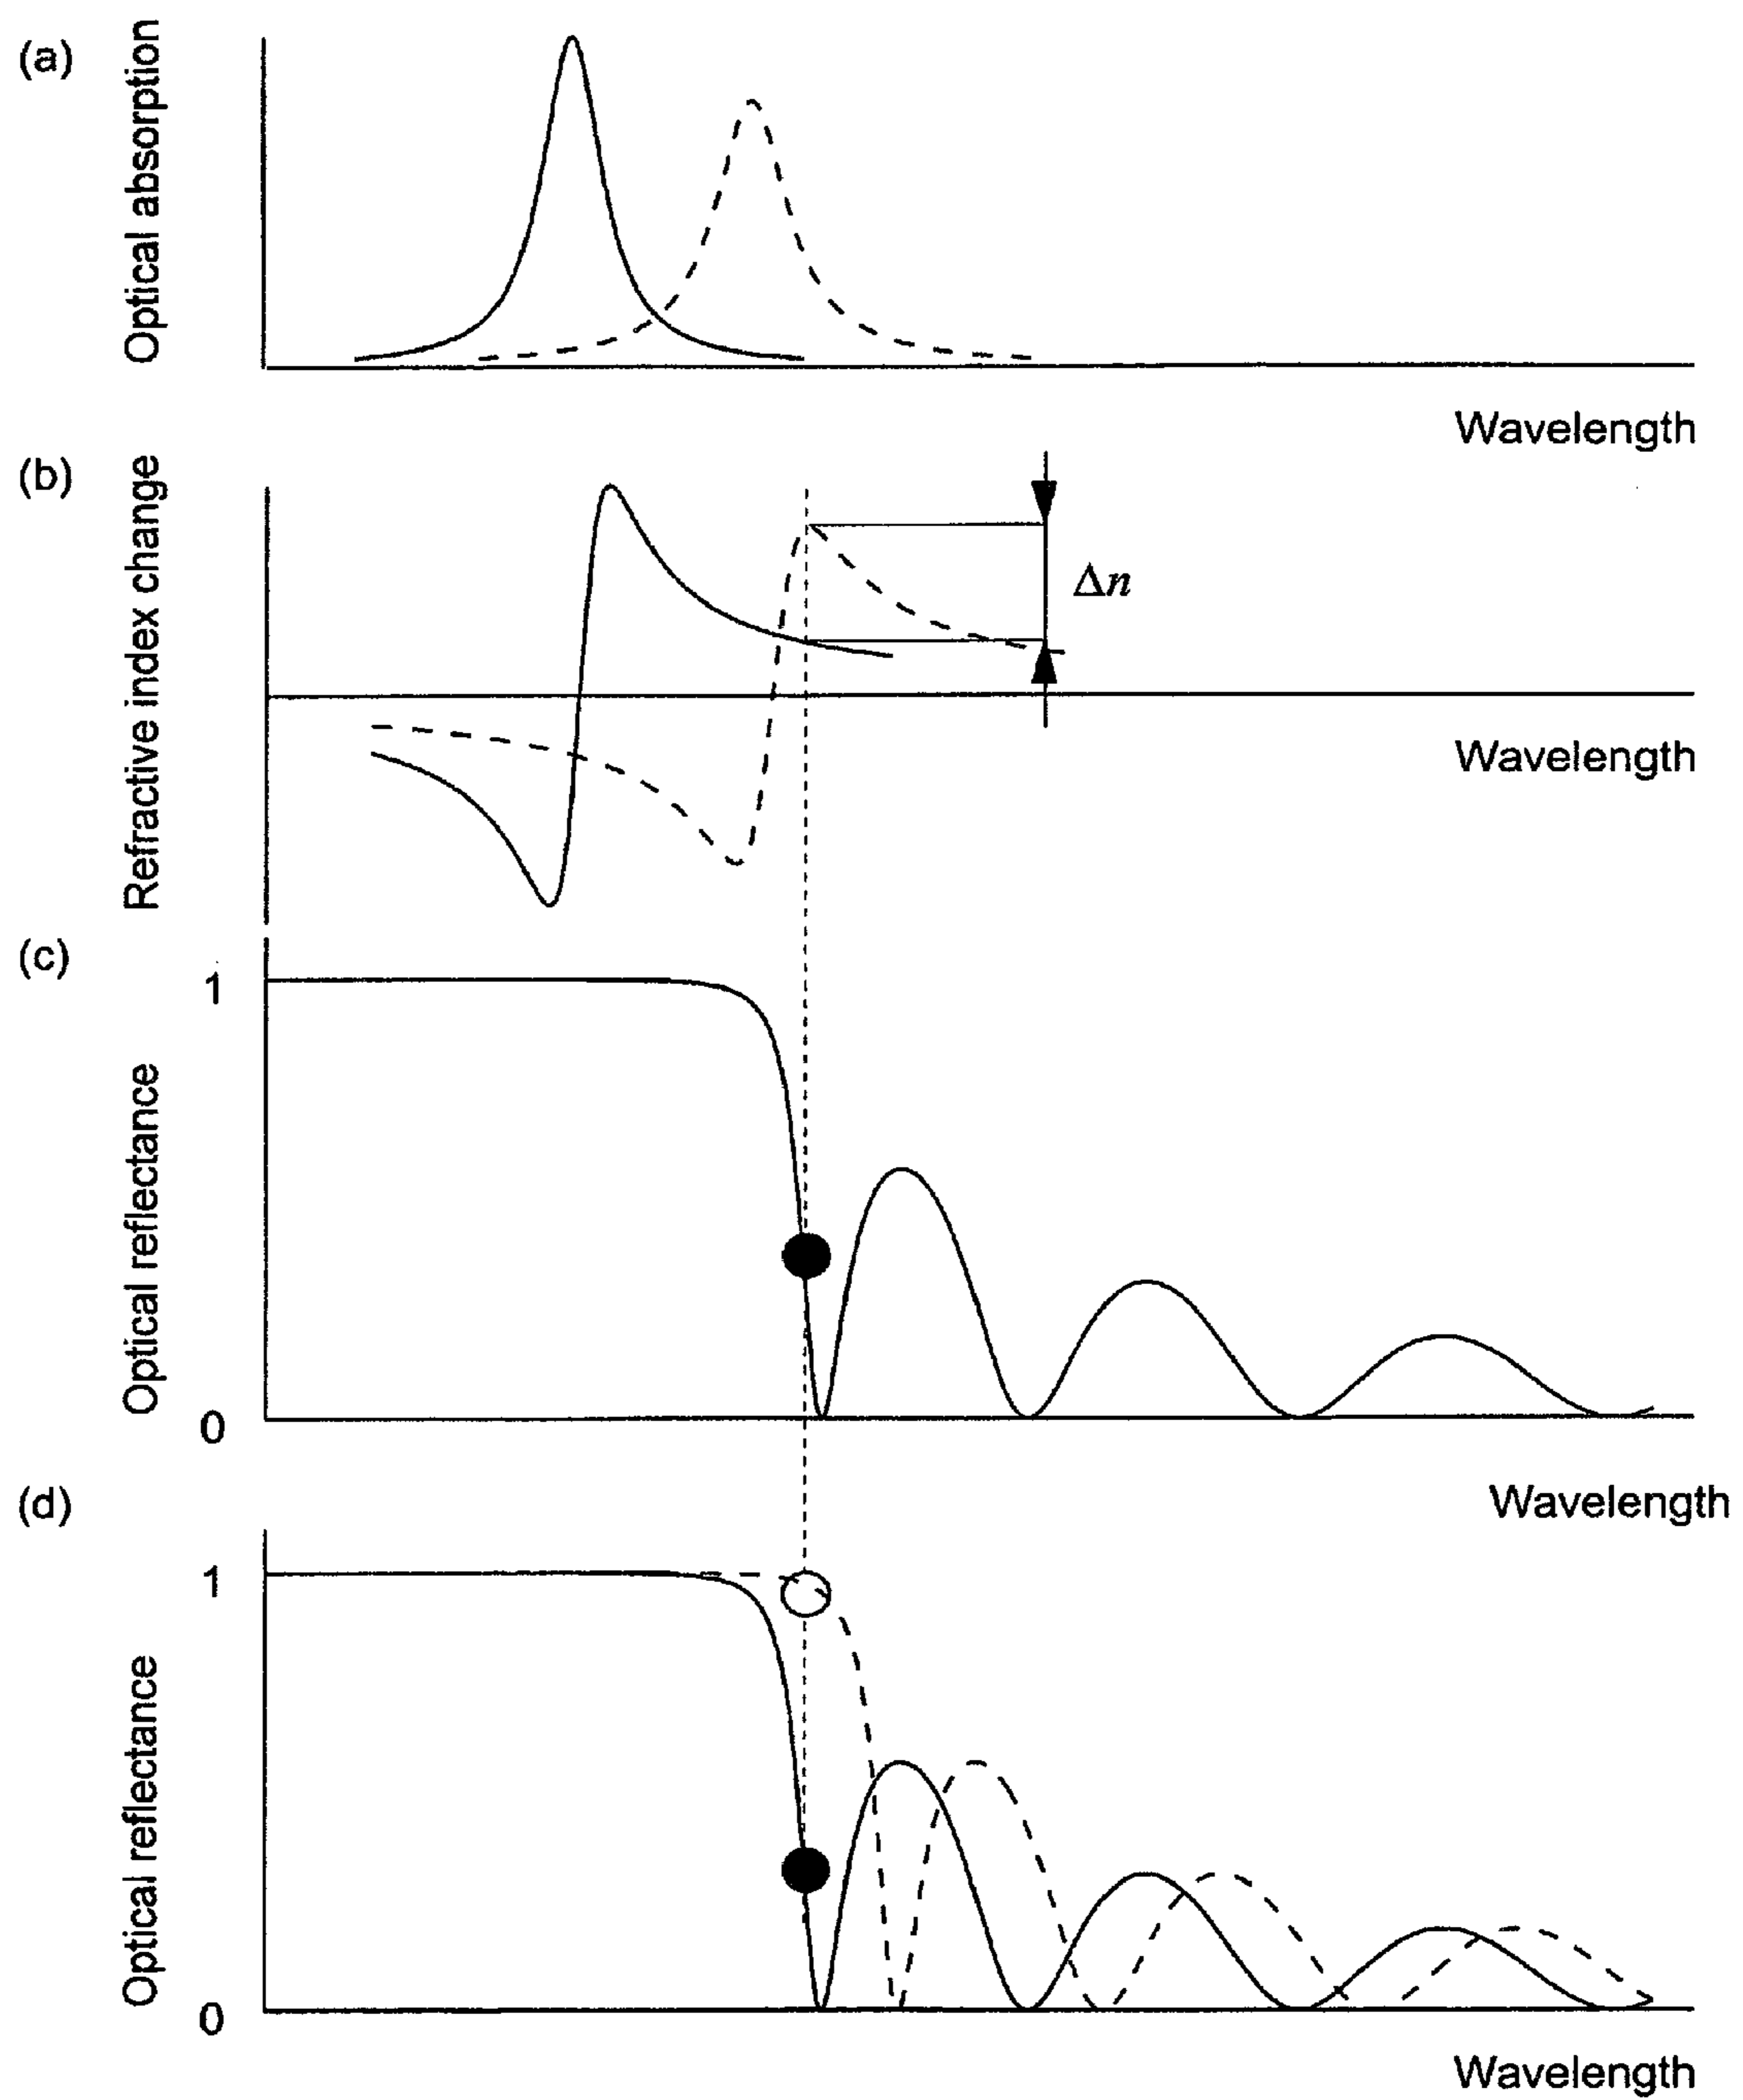 (a)
Optical absorption
Wavelength
(b)
Refractive index change
Δn
Wavelength
(c)
1
Optical reflectance
0
Wavelength
(d)
1
Optical reflectance
0
Wavelength